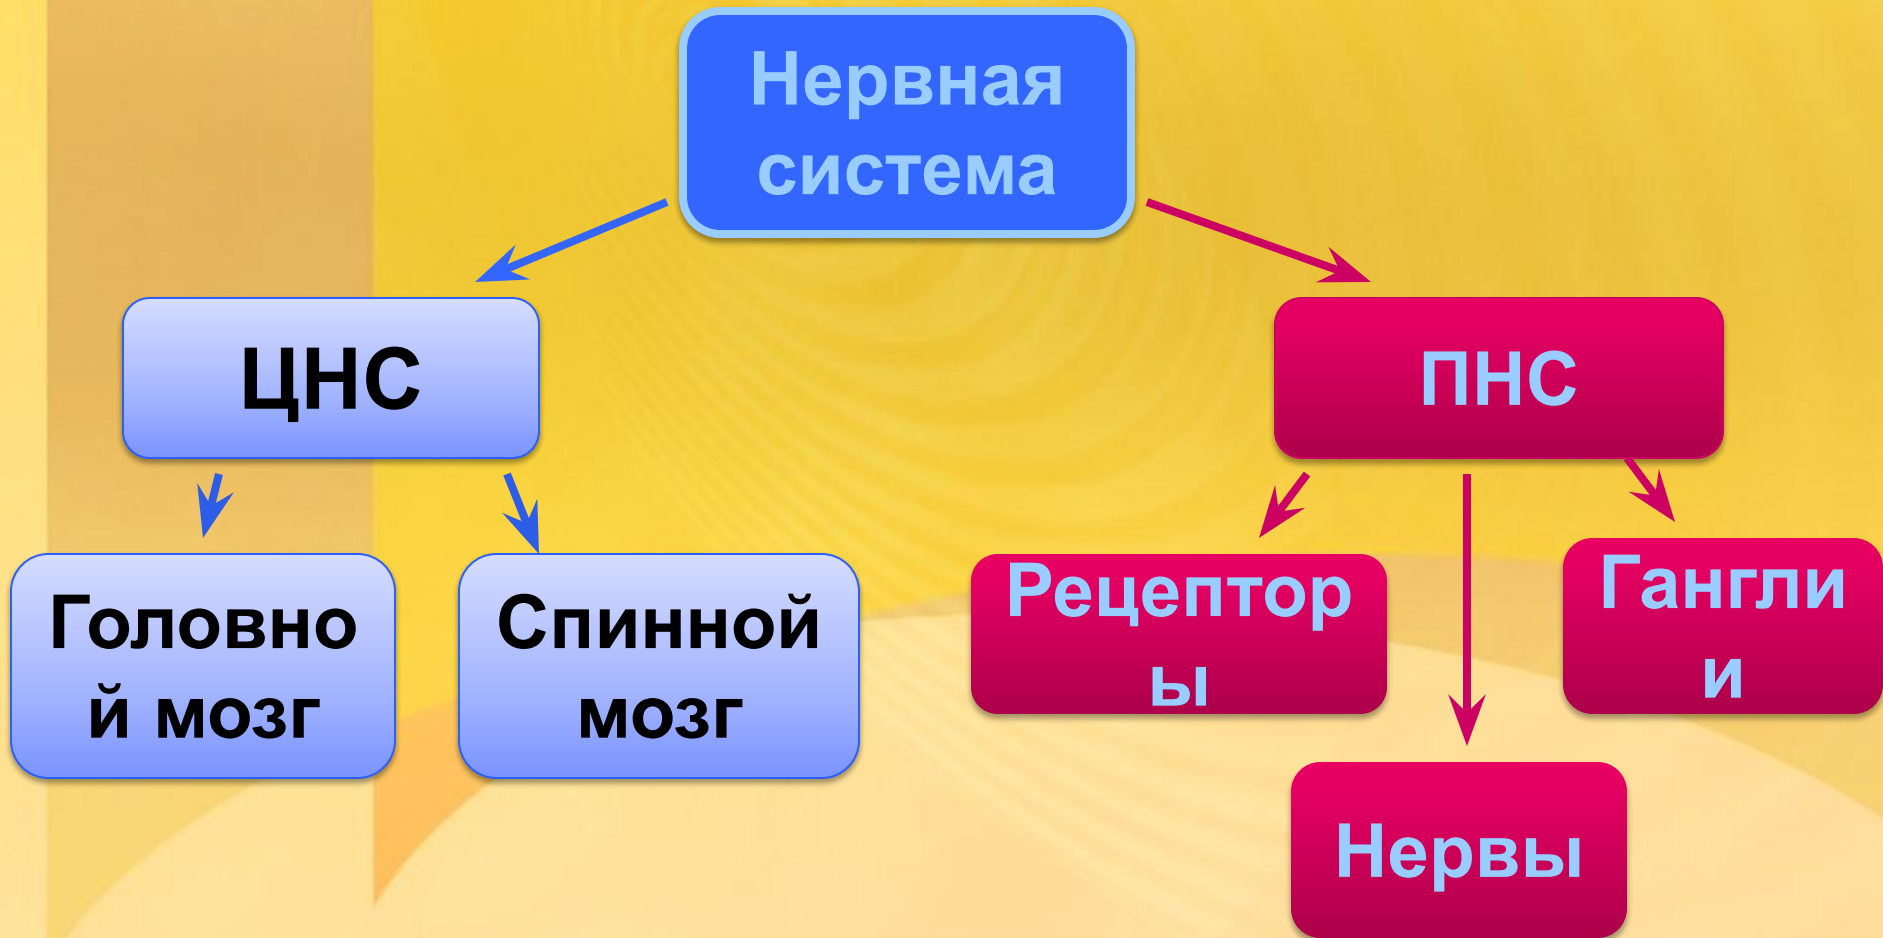 Нервная
система
ЦНС
ПНС
Головно
й мозг
Спинной
мозг
Рецептор
ы
Гангли
и
Нервы